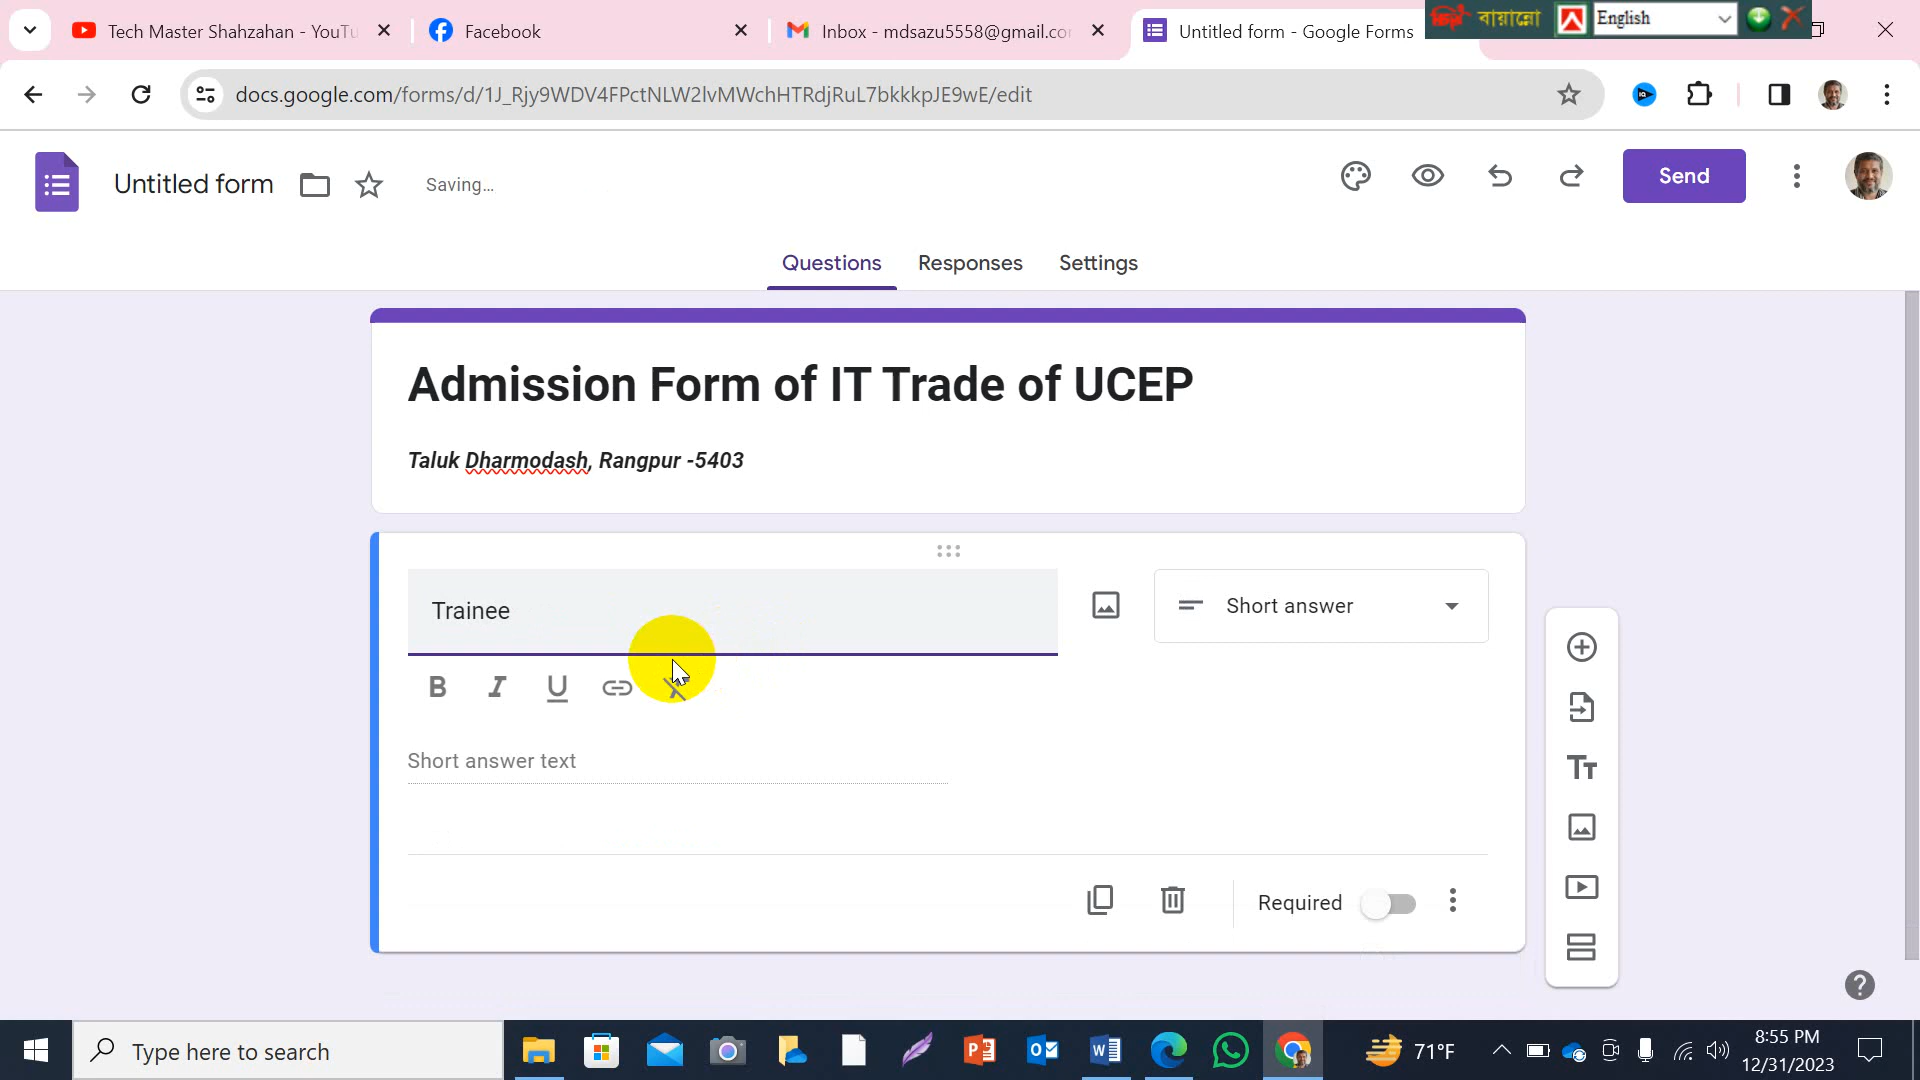 Tech Master Shahzahan - YouTu
Facebook
Inbox - mdsazu5558@gmail.co
Untitled form - Google Forms
বায়ান্নো
English
docs.google.com/forms/d/1J_Rjy9WDV4FPctNLW2lvMWchHTRdjRuL7bkkkpJE9wE/edit
Untitled form
Saving...
Send
Questions
Responses
Settings
Admission Form of IT Trade of UCEP
Taluk Dharmodash, Rangpur -5403
Trainee
Short answer
B I U
Short answer text
Required
Type here to search
71°F
8:55 PM
12/31/2023